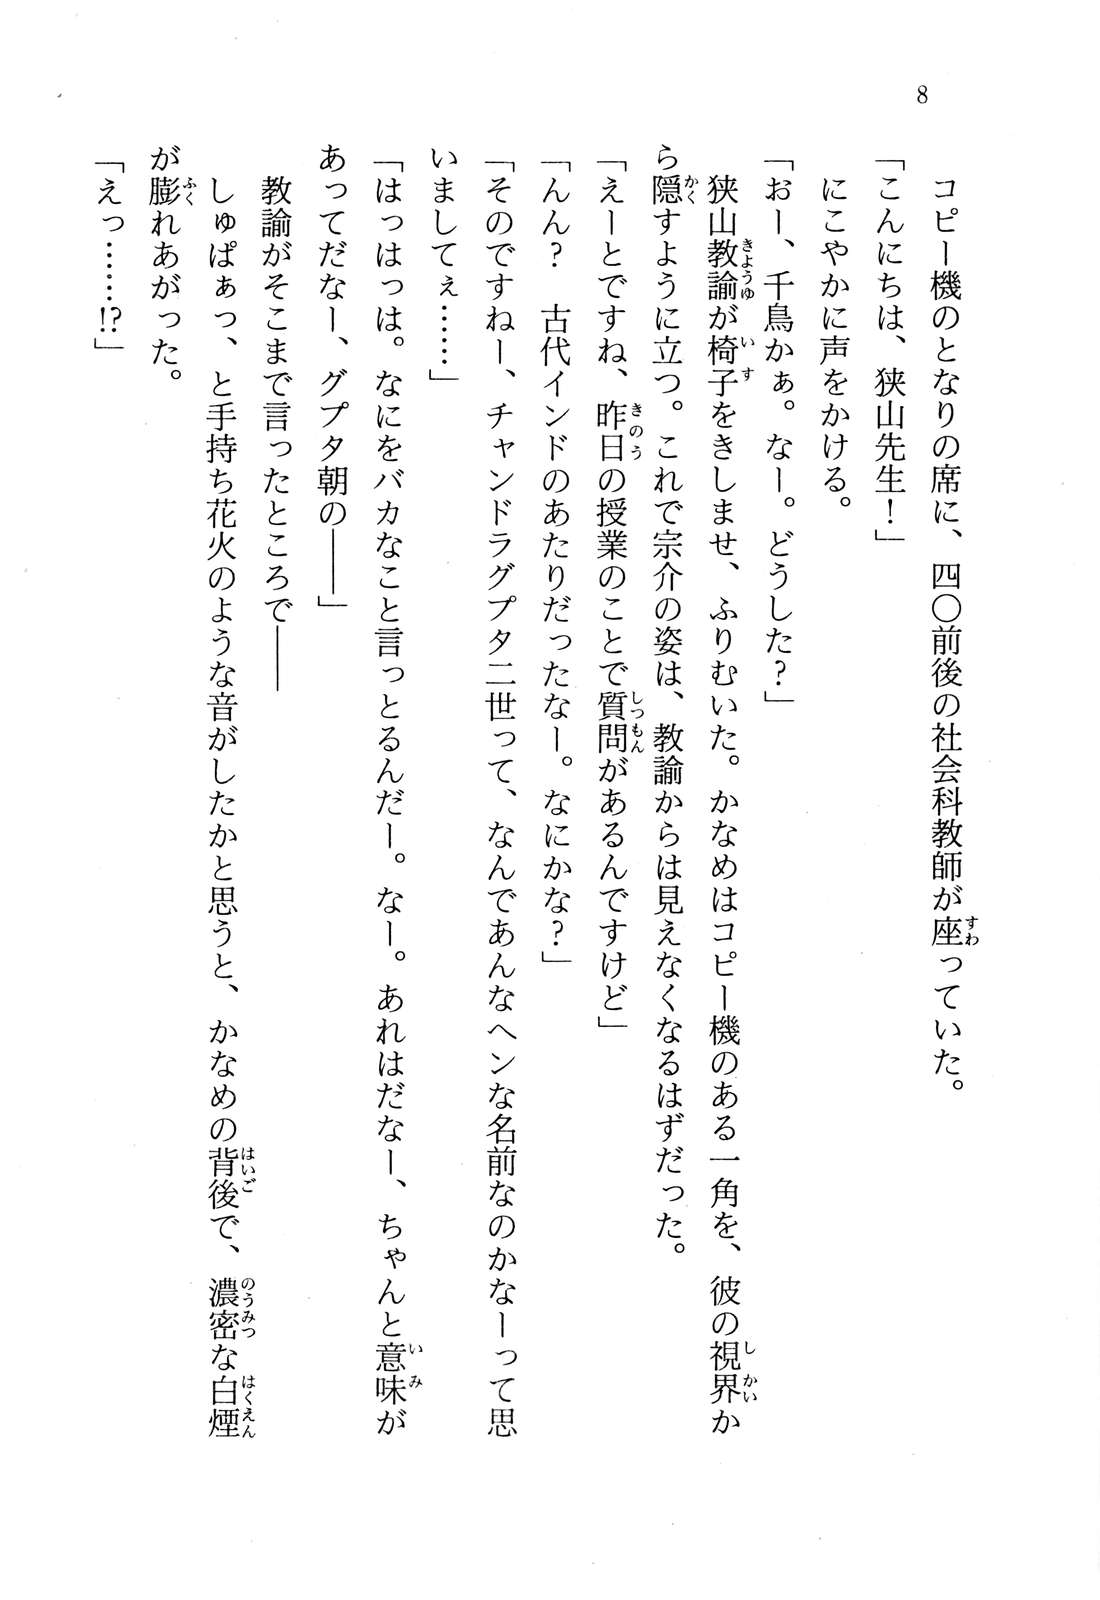 8
コピー機のとなりの席に、四〇前後の社会科教師が座っていた。
「こんにちは、狭山先生！」
にこやかに声をかける。
「おー、千鳥かぁ。なー。どうした？」
狭山教諭が椅子をきしませ、ふりむいた。かなめはコピー機のある一角を、彼の視界か
ら隠すように立つ。これで宗介の姿は、教諭からは見えなくなるはずだった。
「えーとですね、昨日の授業のことで質問があるんですけど」
「んん？　古代インドのあたりだったなー。なにかな？」
「そのですねー、チャンドラグプタ二世って、なんであんなヘンな名前なのかなーって思
いましてぇ……」
「はっはっは。なにをバカなこと言っとるんだー。なー。あれはだなー、ちゃんと意味が
あってだなー、グプタ朝の――」
教諭がそこまで言ったところで――
しゅぱぁっ、と手持ち花火のような音がしたかと思うと、かなめの背後で、濃密な白煙
が膨れあがった。
「えっ……!?」